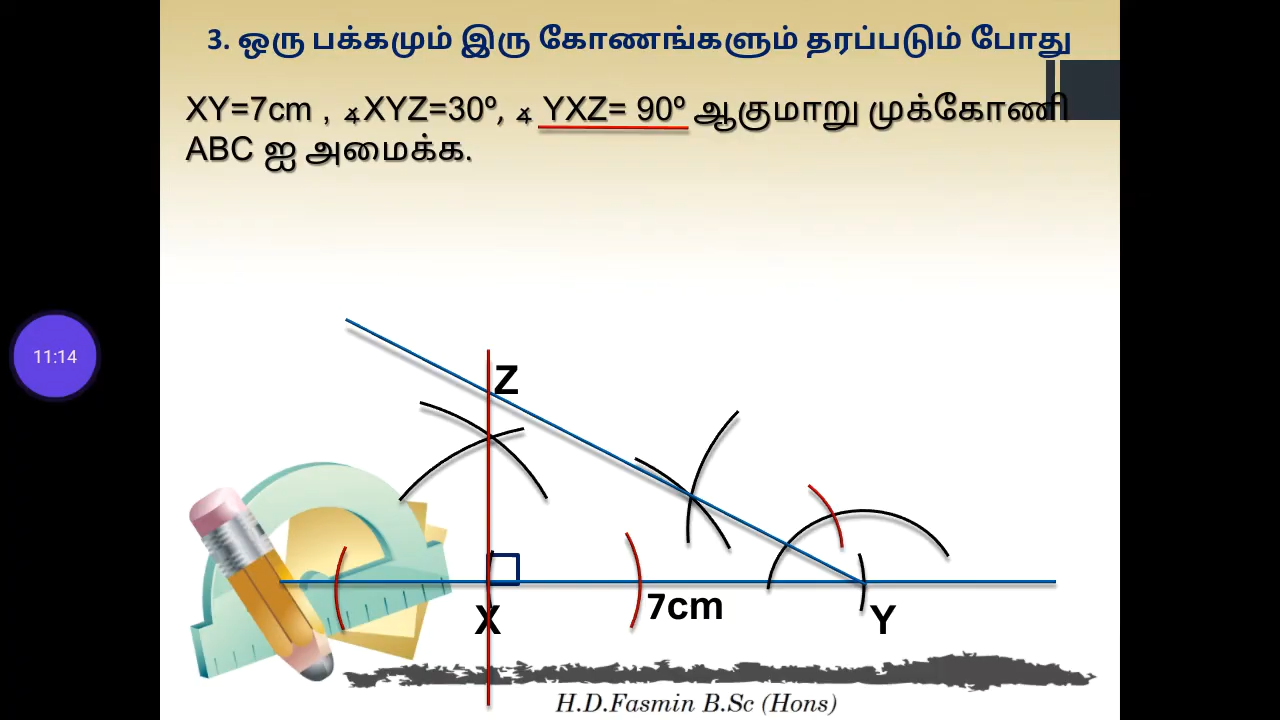 3. ஒரு பக்கமும் இரு கோணங்களும் தரப்படும் போது
XY=7cm , ∡XYZ=30º, ∡ YXZ= 90º ஆகுமாறு முக்கோணி
ABC ஐ அமைக்க.
11:14
Z
7cm
X
Y
H.D.Fasmin B.Sc (Hons)